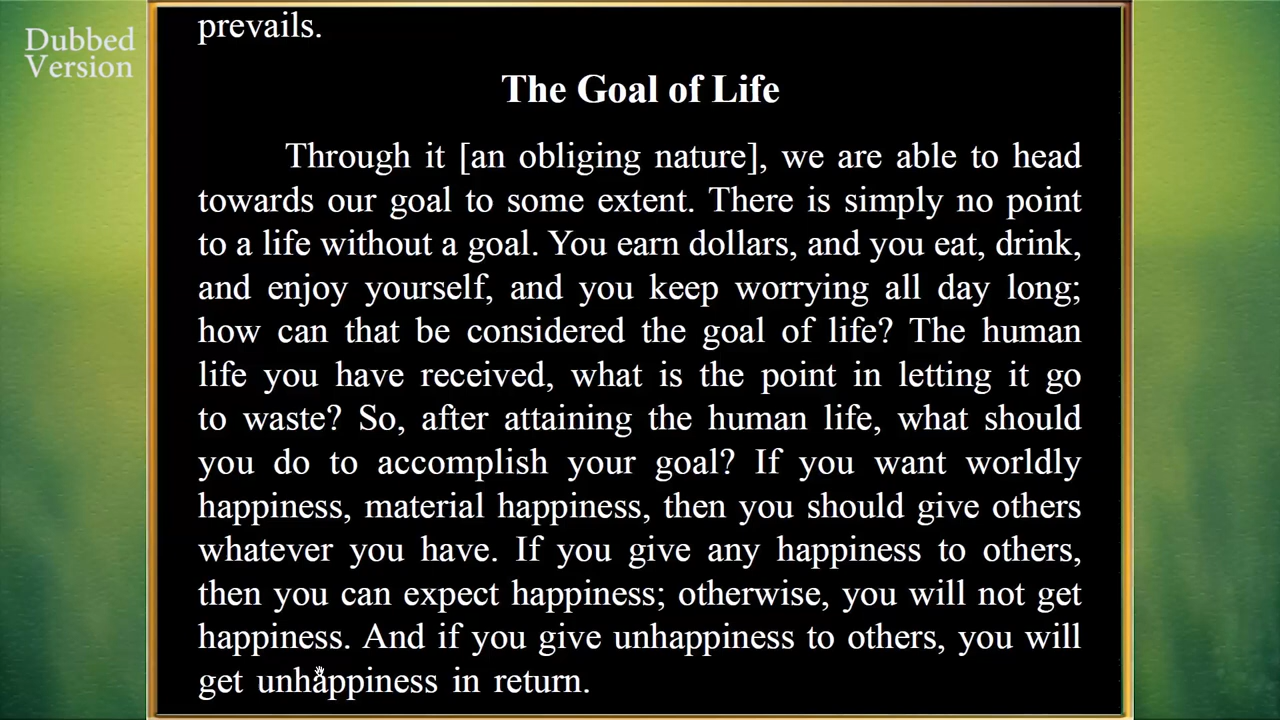 Dubbed
Version
prevails.
The Goal of Life
Through it [an obliging nature], we are able to head
towards our goal to some extent. There is simply no point
to a life without a goal. You earn dollars, and you eat, drink,
and enjoy yourself, and you keep worrying all day long;
how can that be considered the goal of life? The human
life you have received, what is the point in letting it go
to waste? So, after attaining the human life, what should
you do to accomplish your goal? If you want worldly
happiness, material happiness, then you should give others
whatever you have. If you give any happiness to others,
then you can expect happiness; otherwise, you will not get
happiness. And if you give unhappiness to others, you will
get unhappiness in return.